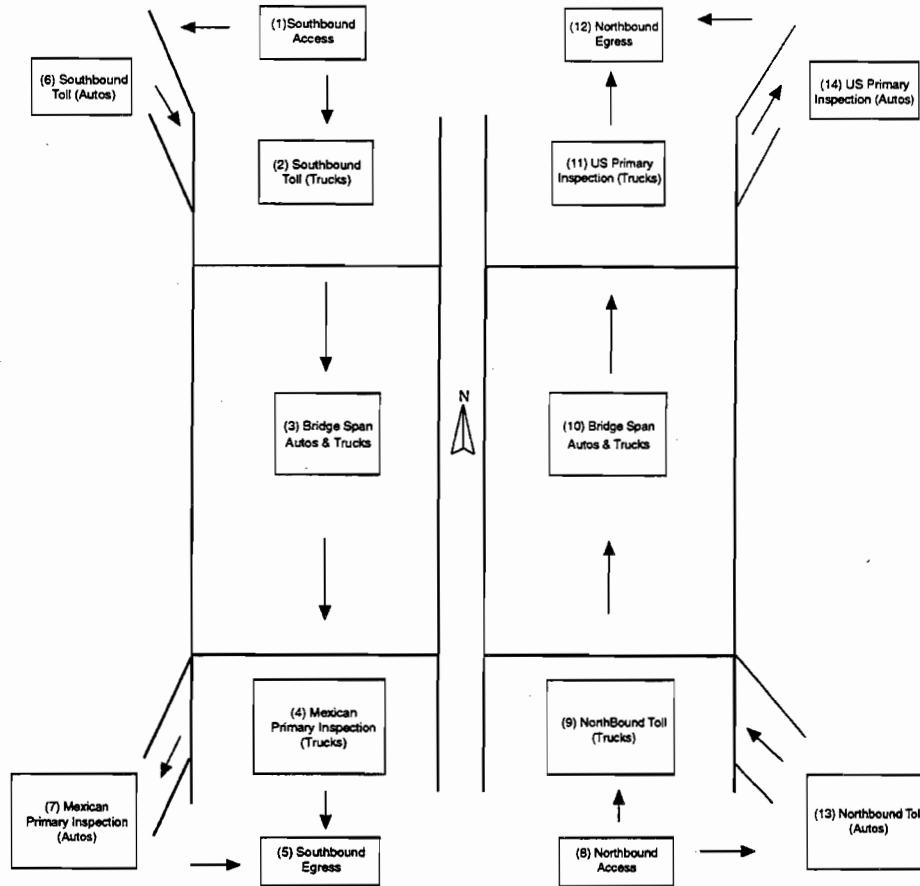 (1)Southbound
Access
(12) Northbound
Egress
(6) Southbound
Toll (Autos)
(14) US Primary
Inspection (Autos)
(2) Southbound
Toll (Trucks)
(11) US Primary
Inspection (Trucks)
N
(3) Bridge Span
Autos & Trucks
(10) Bridge Span
Autos & Trucks
(4) Mexican
Primary Inspection
(Trucks)
(9) NorthBound Toll
(Trucks)
(7) Mexican
Primary Inspection
(Autos)
(13) Northbound Tol
(Autos)
(5) Southbound
Egress
(8) Northbound
Access